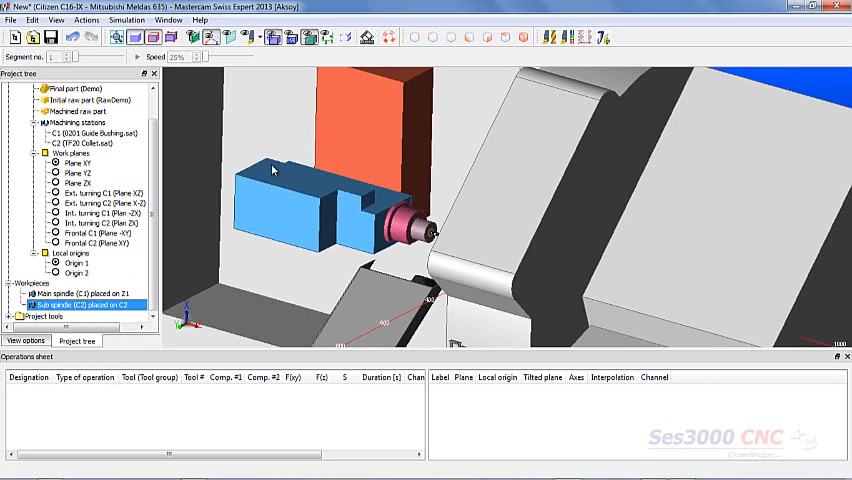 New* (Citizen C16-IX - Mitsubishi Meldas 635) - Mastercam Swiss Expert 2013 [Aksoy]
File Edit View Actions Simulation Window Help
Segment no. 1 Speed 25%
Project tree
Final part (Demo)
Initial raw part (RawDemo)
Machined raw part
Machining stations
C1 (I0201 Guide Bushing.sat)
C2 (TF20 Collet.sat)
Work planes
Plane XY
Plane YZ
Plane ZX
Ext. turning C1 (Plane XZ)
Ext. turning C2 (Plane X-Z)
Int. turning C1 (Plan -ZX)
Int. turning C2 (Plan ZX)
Frontal C1 (Plane -XY)
Frontal C2 (Plane XY)
Local origins
Origin 1
Origin 2
Workpieces
Main spindle (C1) placed on Z1
Sub spindle (C2) placed on C2
Project tools
View options Project tree
X
Y
400
600
800
1000
Operations sheet
Designation Type of operation Tool (Tool group) Tool # Comp. #1 Comp. #2 F(xy) F(z) S Duration [s] Chan
Label Plane Local origin Tilted plane Axes Interpolation Channel
Ses3000 CNC